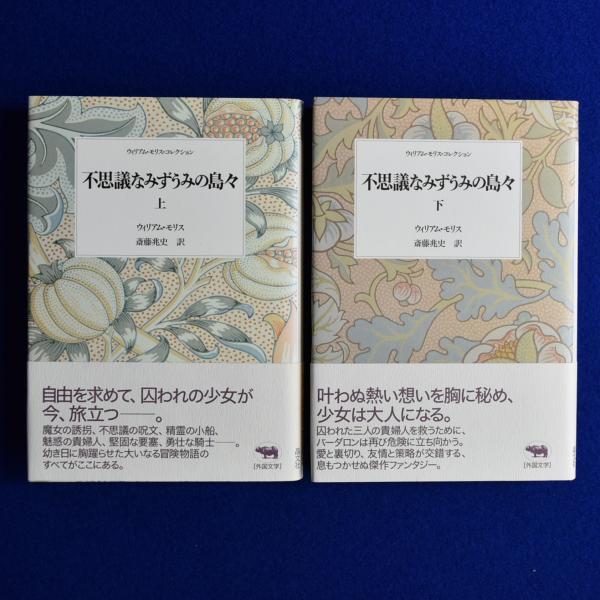 ウィリアム・モリス・コレクション
不思議なみずうみの島々
上
ウィリアム・モリス
斎藤兆史 訳
自由を求めて、囚われの少女が
今、旅立つ——。
魔女の誘拐、不思議の呪文、精霊の小船、
魅惑の貴婦人、堅固な要塞、勇壮な騎士——。
幼き日に胸躍らせた大いなる冒険物語の
すべてがここにある。
[外国文学]
晶文社
ウィリアム・モリス・コレクション
不思議なみずうみの島々
下
ウィリアム・モリス
斎藤兆史 訳
叶わぬ熱い想いを胸に秘め、
少女は大人になる。
囚われた三人の貴婦人を救うために、
バーダロンは再び危険に立ち向かう。
愛と裏切り、友情と策略が交錯する、
息もつかせぬ傑作ファンタジー。
[外国文学]